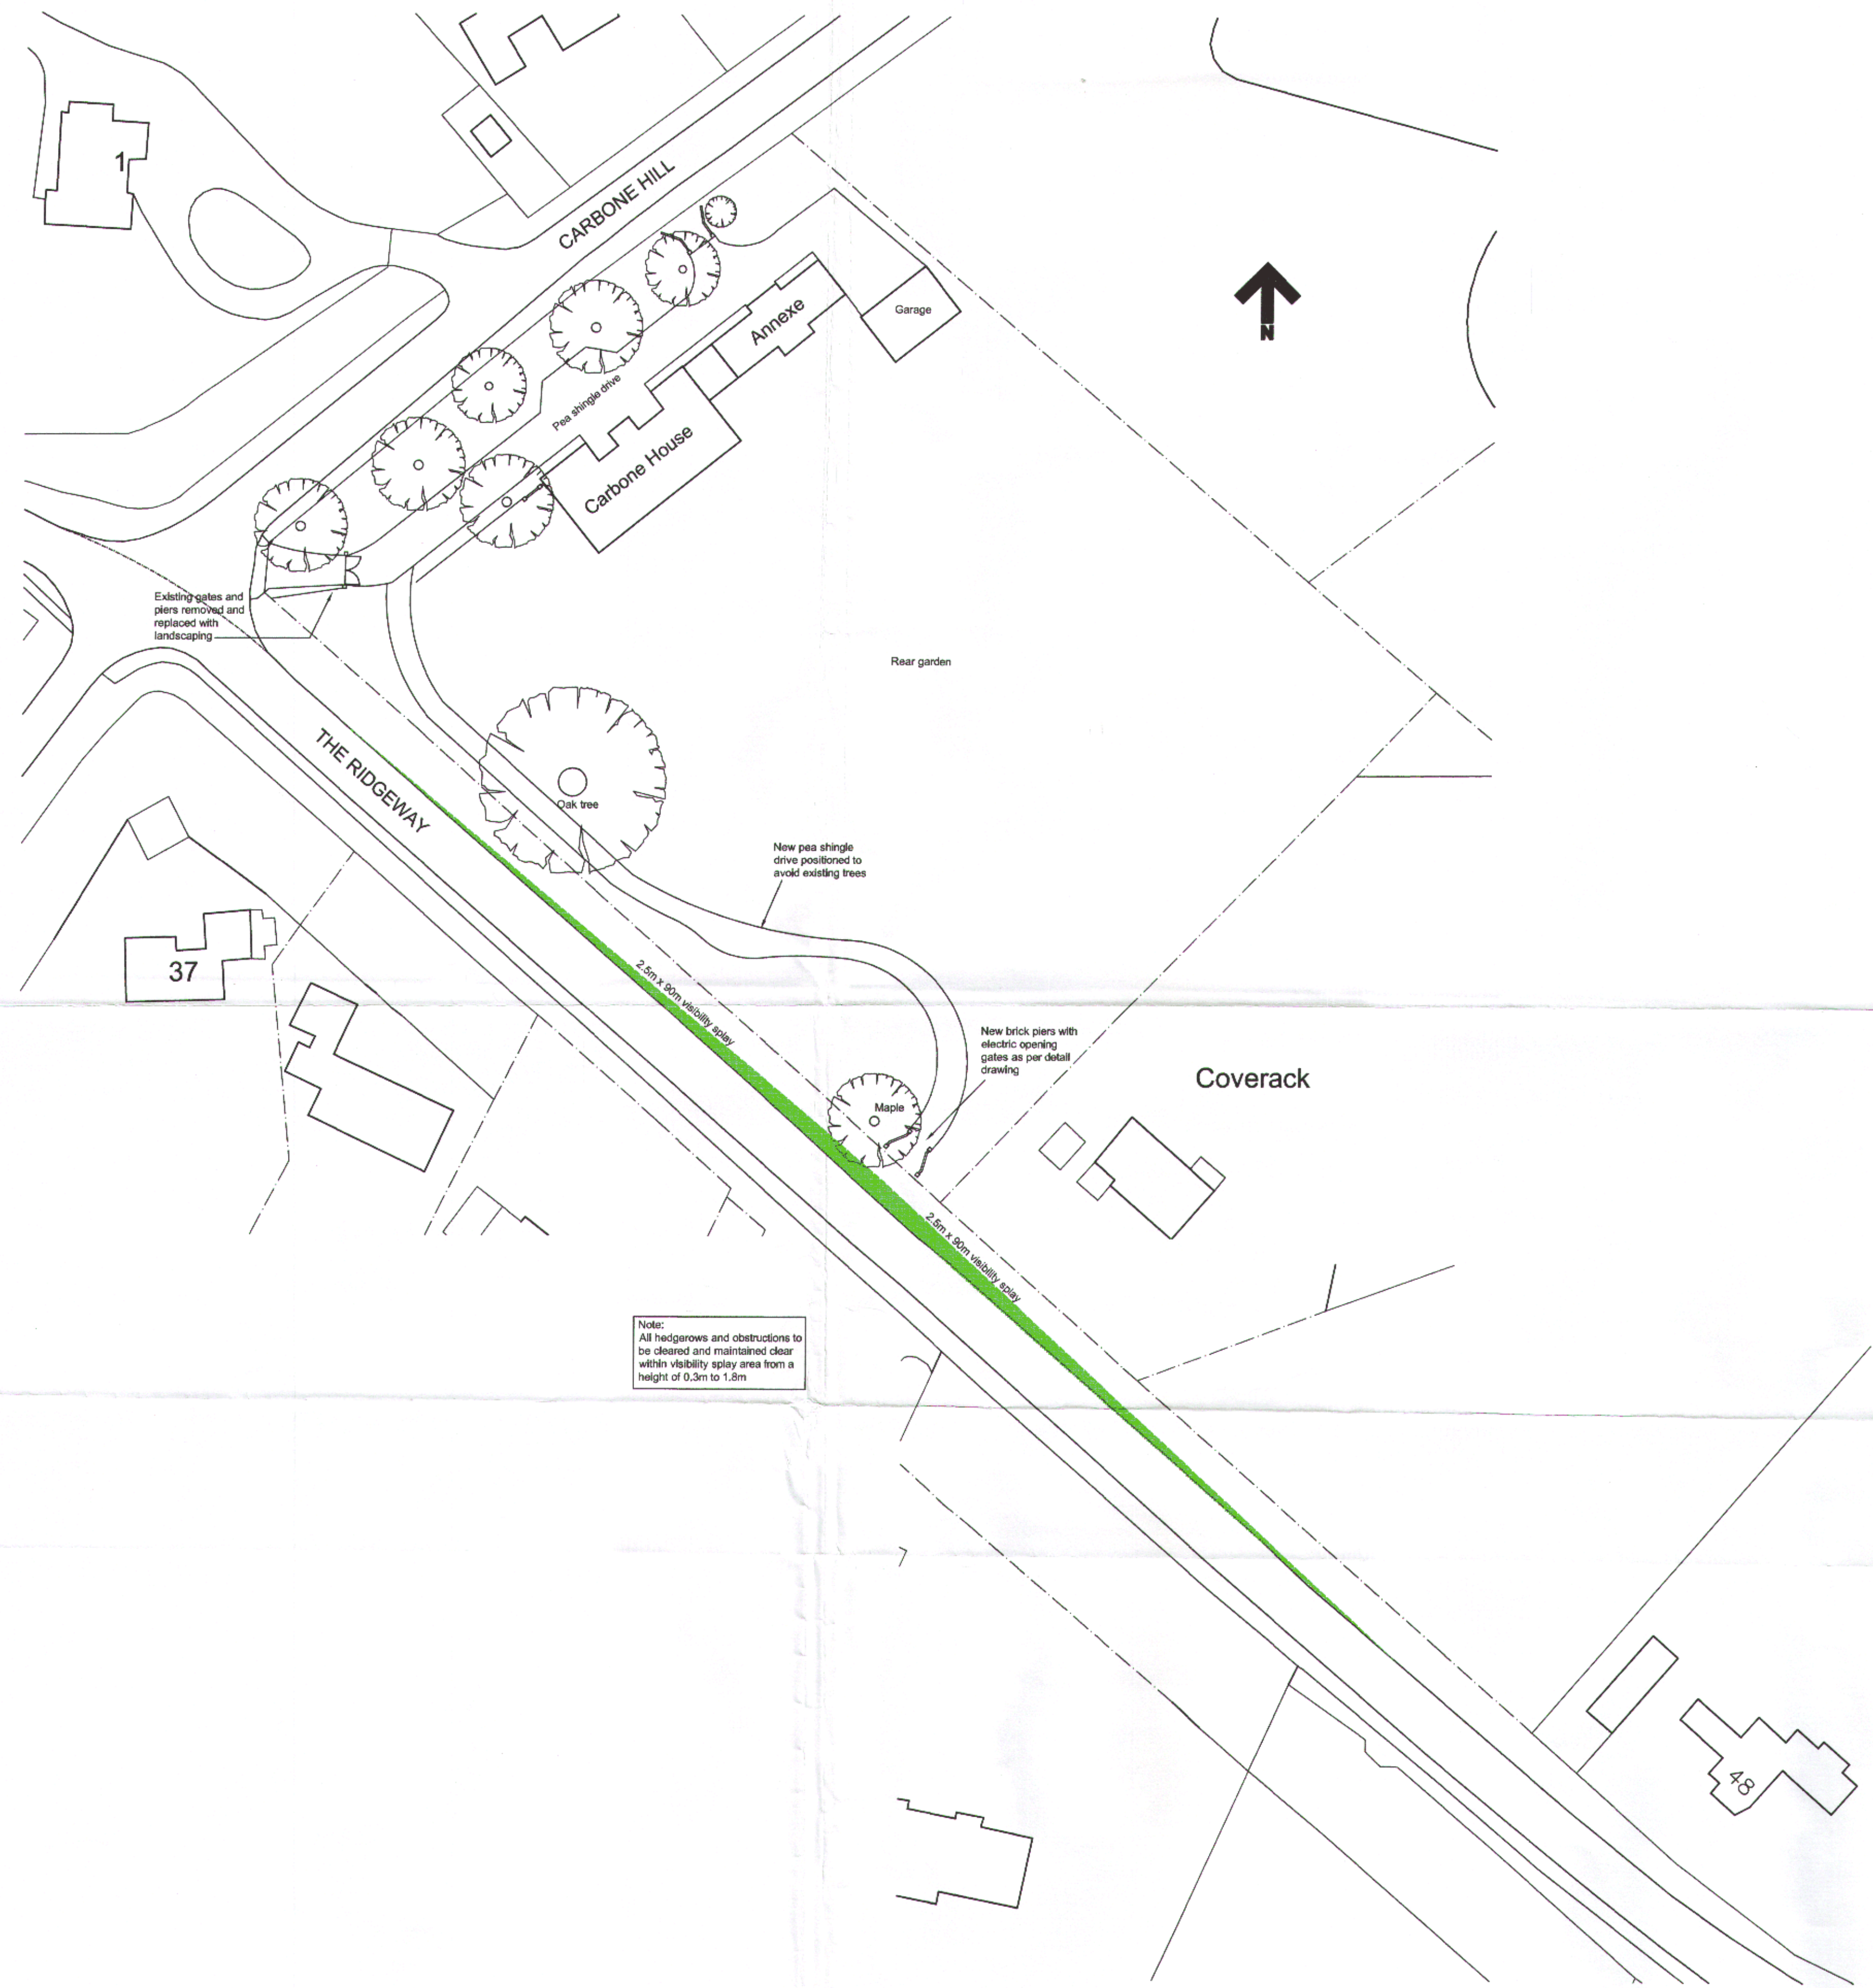 1
CARBONE HILL
Annexe
Garage
N
Pea shingle drive
Carbone House
Existing gates and
piers removed and
replaced with
landscaping
Rear garden
THE RIDGEWAY
Oak tree
New pea shingle
drive positioned to
avoid existing trees
37
2.5m x 90m visibility splay
New brick piers with
electric opening
gates as per detail
drawing
Coverack
Maple
2.5m x 90m visibility splay
Note:
All hedgerows and obstructions to
be cleared and maintained clear
within visibility splay area from a
height of 0.3m to 1.8m
48